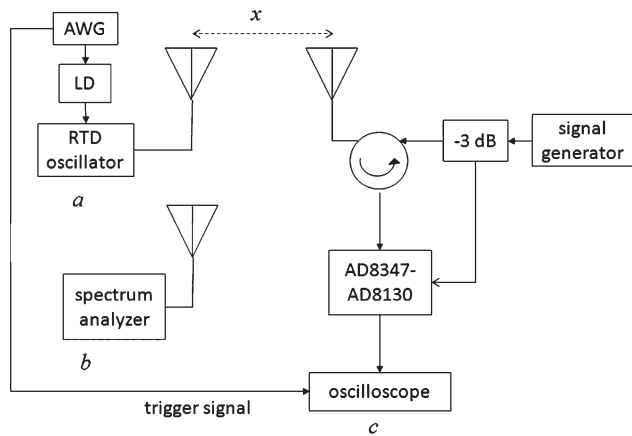 AWG
x
LD
RTD
oscillator
-3 dB
signal
generator
a
AD8347-
AD8130
spectrum
analyzer
b
oscilloscope
trigger signal
c